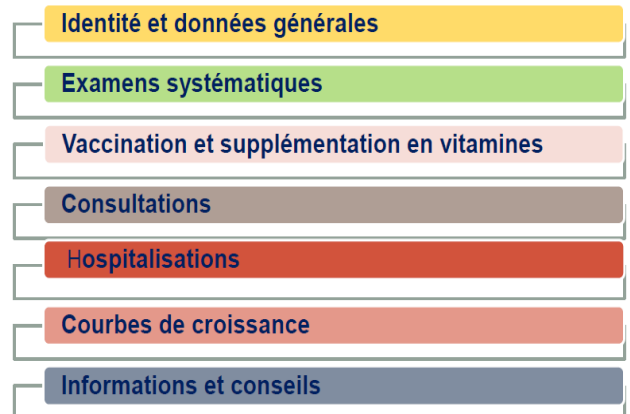 Identité et données générales
Examens systématiques
Vaccination et supplémentation en vitamines
Consultations
Hospitalisations
Courbes de croissance
Informations et conseils